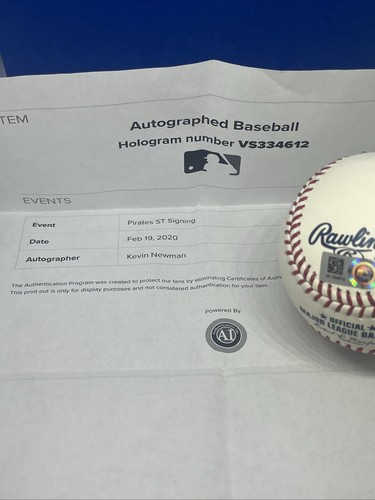 TEM
Autographed Baseball
Hologram number VS334612
EVENTS
Event Pirates ST Signing
Date Feb 19, 2020
Autographer Kevin Newman
The Authentication Program was created to protect our fans by eliminating Certificates of Auth
This print out is only for display purposes and not considered authentication for your item.
Powered By
AI
Rawlin
OFFICIAL
MAJOR LEAGUE BA